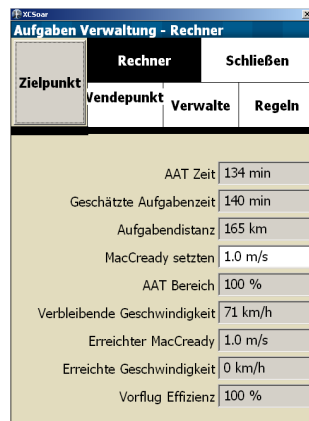 XCSoar
Aufgaben Verwaltung - Rechner
Zielpunkt
Rechner
Schließen
Wendepunkt
Verwalte
Regeln
AAT Zeit 134 min
Geschätzte Aufgabenzeit 140 min
Aufgabendistanz 165 km
MacCready setzten 1.0 m/s
AAT Bereich 100 %
Verbleibende Geschwindigkeit 71 km/h
Erreichter MacCready 1.0 m/s
Erreichte Geschwindigkeit 0 km/h
Vorflug Effizienz 100 %